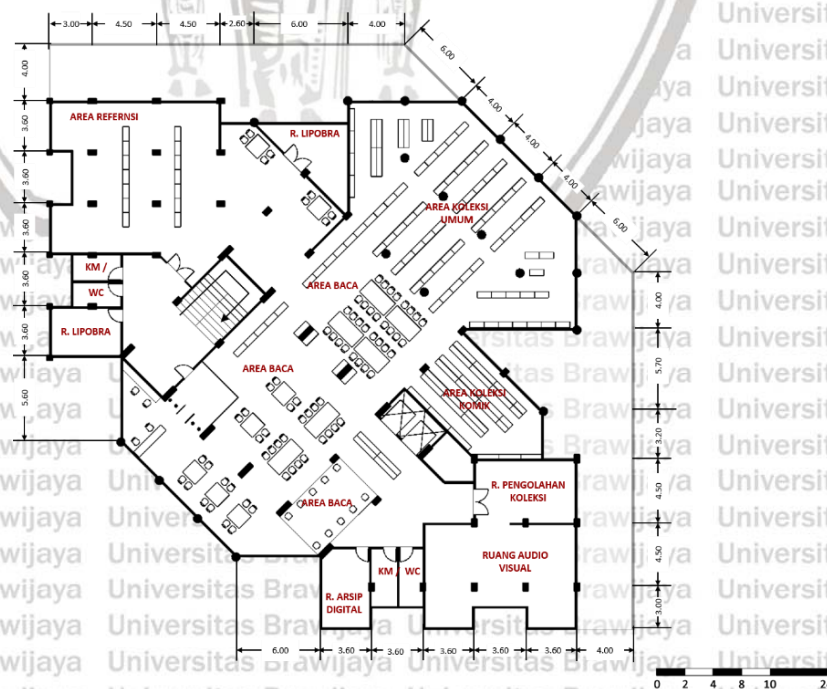 3.00 4.50 4.50 2.60 6.00 4.00
6.00
4.00
4.00
4.00
6.00
4.00
3.60
3.60
3.60
3.60
3.60
5.60
AREA REFERNSI
R. LIPOBRA
AREA KOLEKSI
UMUM
AREA BACA
KM /
WC
R. LIPOBRA
AREA BACA
AREA KOLEKSI
KOMIK
AREA BACA
R. PENGOLAHAN
KOLEKSI
RUANG AUDIO
VISUAL
KM / WC
R. ARSIP
DIGITAL
4.00
5.70
3.20
4.50
4.50
3.00
6.00 3.60 3.60 3.60 3.60 3.60 4.00
0 2 4 8 10
Universitas Brawijaya Universitas Brawijaya